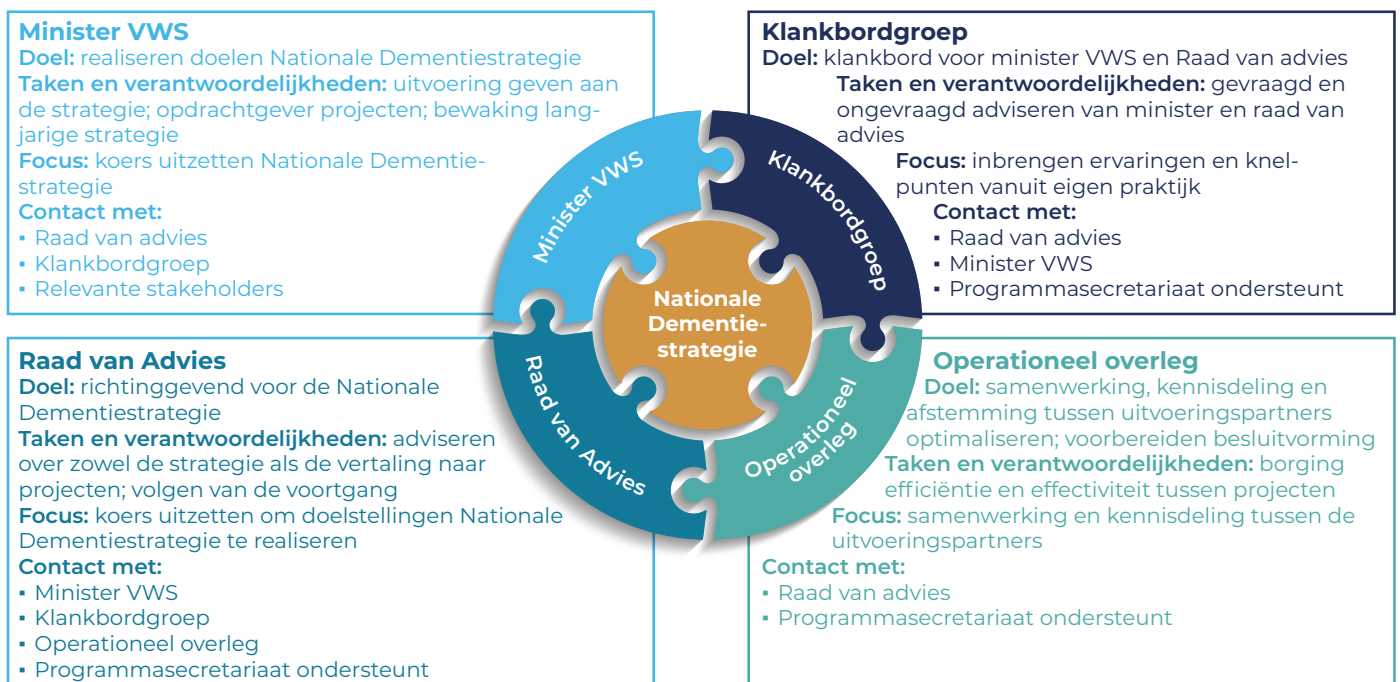 Minister VWS
Doel: realiseren doelen Nationale Dementiestrategie
Taken en verantwoordelijkheden: uitvoering geven aan
de strategie; opdrachtgever projecten; bewaking lang-
jarige strategie
Focus: koers uitzetten Nationale Dementie-
strategie
Contact met:
▪ Raad van advies
▪ Klankbordgroep
▪ Relevante stakeholders
Klankbordgroep
Doel: klankbord voor minister VWS en Raad van advies
Taken en verantwoordelijkheden: gevraagd en
ongevraagd adviseren van minister en raad van
advies
Focus: inbrengen ervaringen en knel-
punten vanuit eigen praktijk
Contact met:
▪ Raad van advies
▪ Minister VWS
▪ Programmasecretariaat ondersteunt
Minister VWS
Klankbordgroep
Nationale
Dementie-
strategie
Raad van Advies
Operationeel
overleg
Raad van Advies
Doel: richtinggevend voor de Nationale
Dementiestrategie
Taken en verantwoordelijkheden: adviseren
over zowel de strategie als de vertaling naar
projecten; volgen van de voortgang
Focus: koers uitzetten om doelstellingen Nationale
Dementiestrategie te realiseren
Contact met:
▪ Minister VWS
▪ Klankbordgroep
▪ Operationeel overleg
▪ Programmasecretariaat ondersteunt
Operationeel overleg
Doel: samenwerking, kennisdeling en
afstemming tussen uitvoeringspartners
optimaliseren; voorbereiden besluitvorming
Taken en verantwoordelijkheden: borging
efficiëntie en effectiviteit tussen projecten
Focus: samenwerking en kennisdeling tussen de
uitvoeringspartners
Contact met:
▪ Raad van advies
▪ Programmasecretariaat ondersteunt